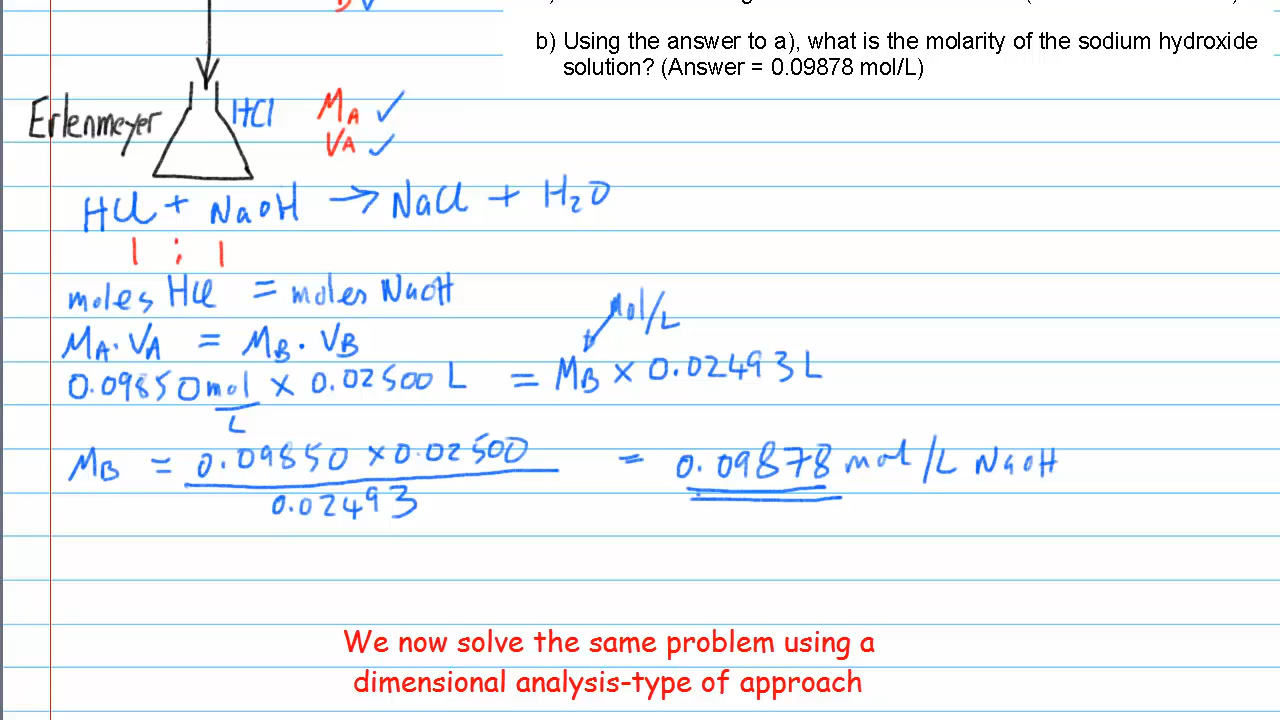 b) Using the answer to a), what is the molarity of the sodium hydroxide
solution? (Answer = 0.09878 mol/L)
Erlenmeyer
HCl
MA ✓
VA ✓
HCl + NaOH → NaCl + H2O
1 : 1
moles HCl = moles NaOH
MA · VA = MB · VB
mol/L
0.09850 mol/L × 0.02500 L = MB × 0.02493 L
MB = 0.09850 × 0.02500 / 0.02493 = 0.09878 mol/L NaOH
We now solve the same problem using a
dimensional analysis-type of approach